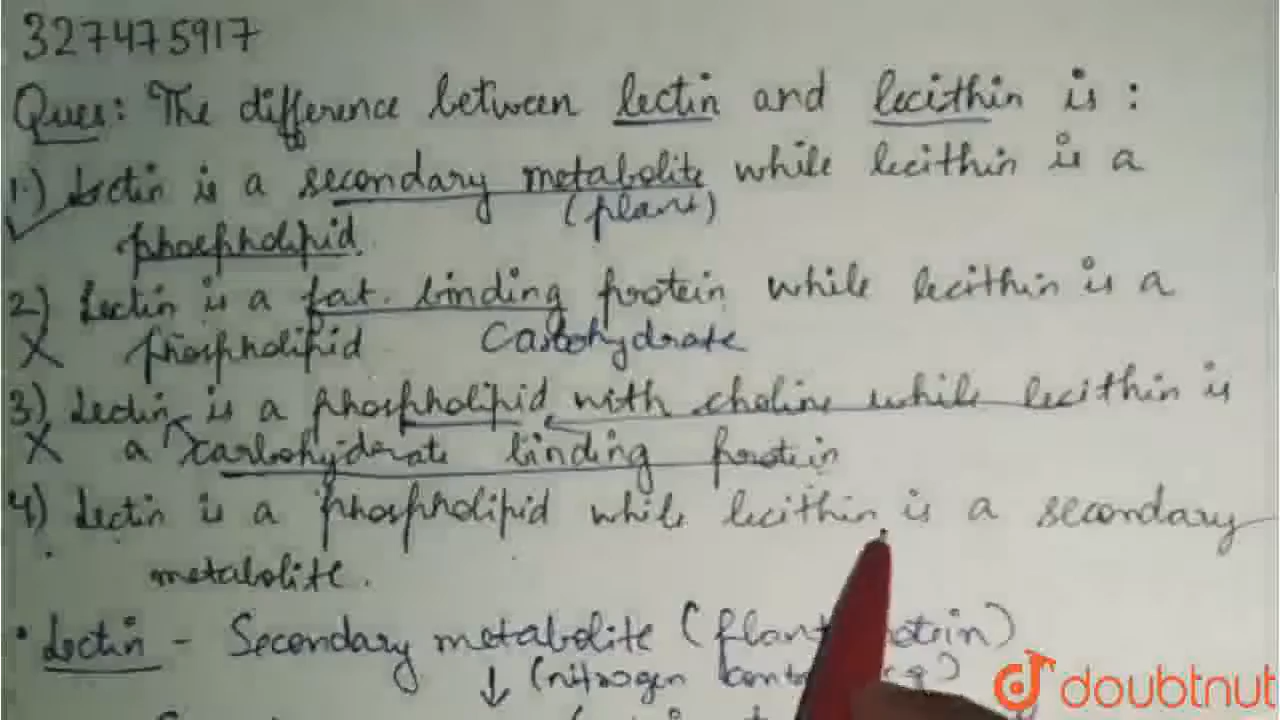 327475917
Ques: The difference between lectin and lecithin is :
1.) Lectin is a secondary metabolite while lecithin is a
(plant)
phospholipid.
2) Lectin is a fat. binding protein while lecithin is a
X phospholipid Carbohydrate
3) Lectin is a phospholipid with choline while lecithin is
X a carbohyderate binding protein
4) Lectin is a phospholipid while lecithin is a secondary
metabolite.
• Lectin - Secondary metabolite (plant
↓ (nitrogen
doubtnut